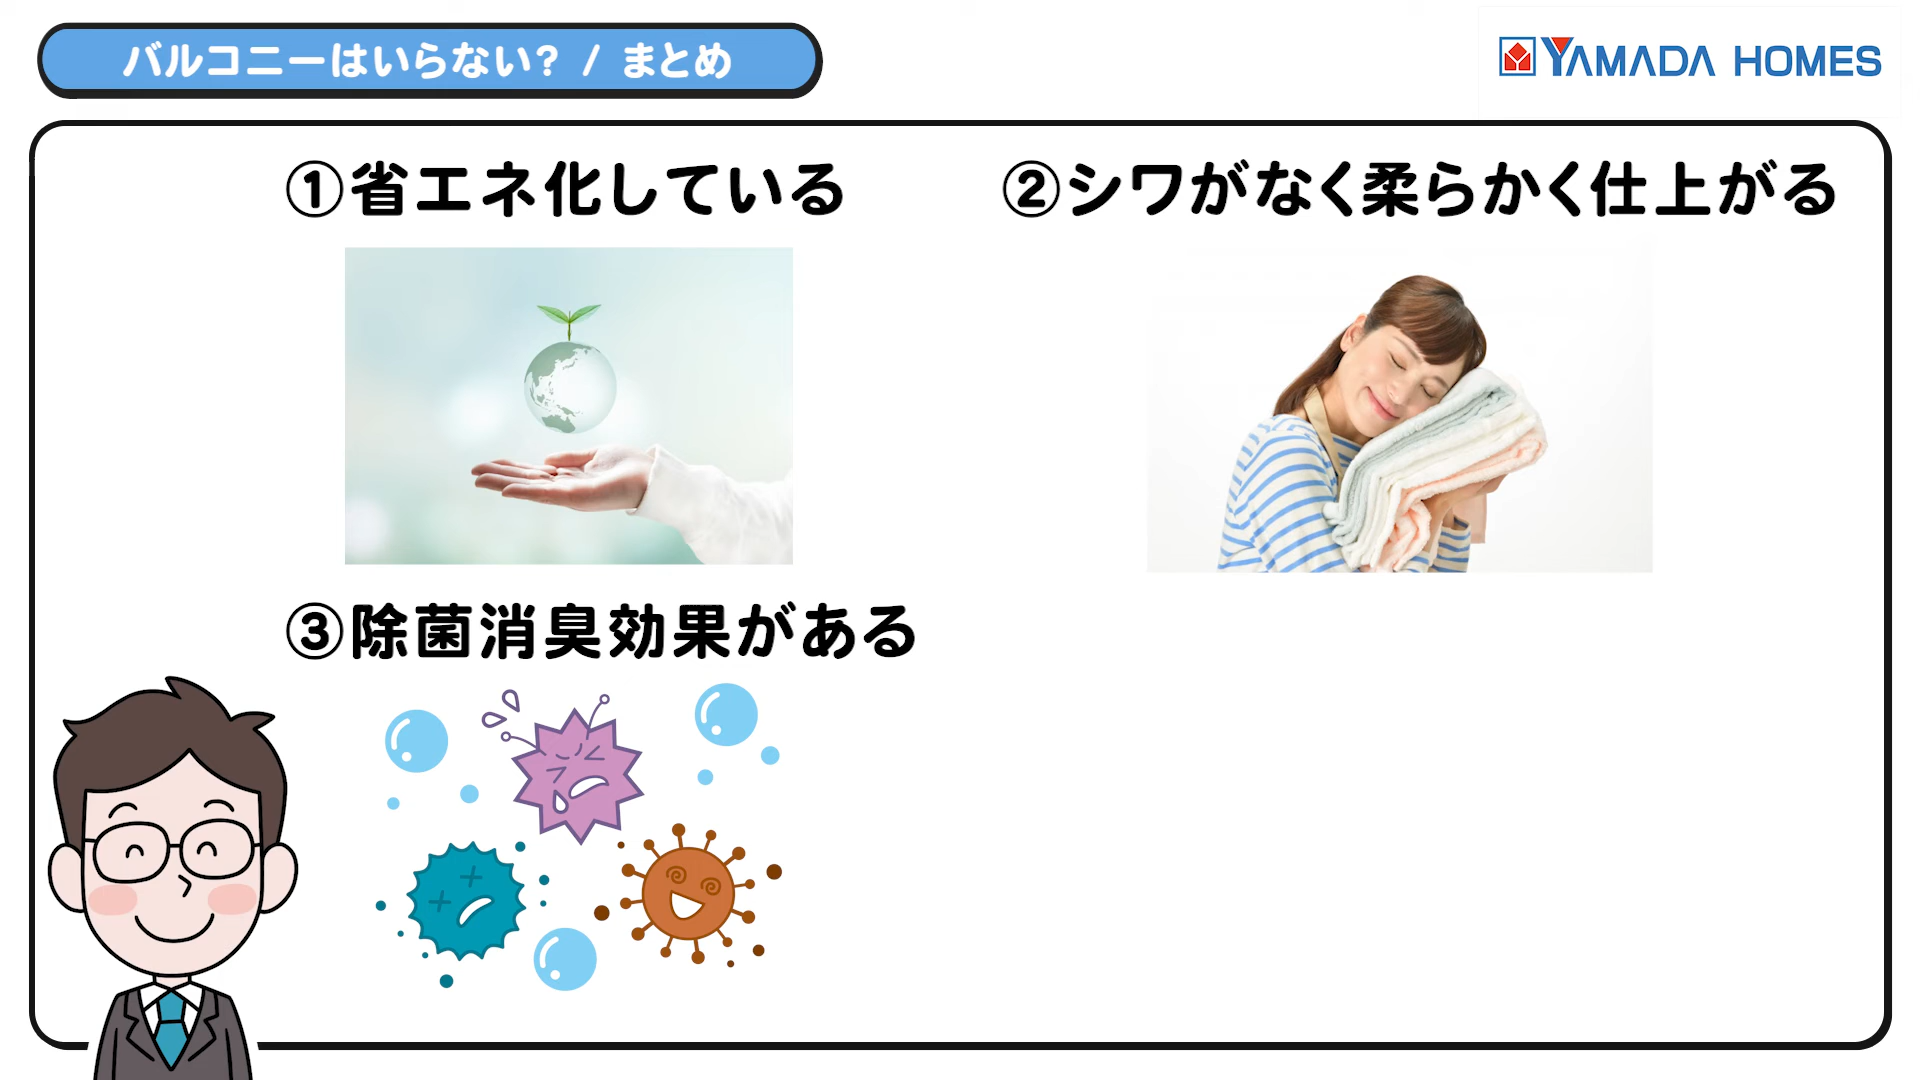 バルコニーはいらない? / まとめ
YAMADA HOMES
①省エネ化している
②シワがなく柔らかく仕上がる
③除菌消臭効果がある